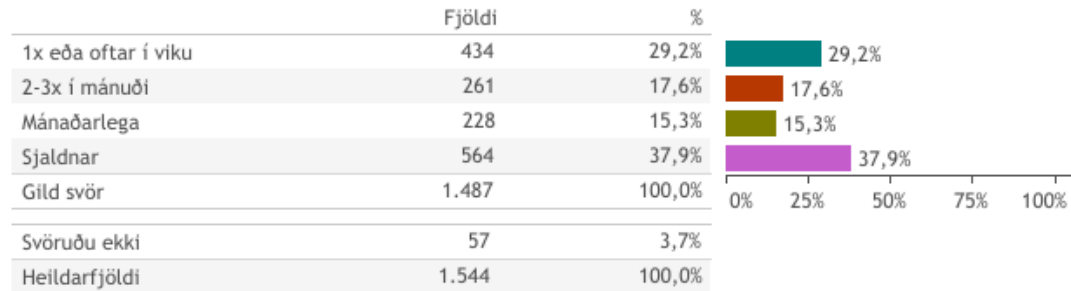 Fjöldi %
1x eða oftar í viku 434 29,2% 29,2%
2-3x í mánuði 261 17,6% 17,6%
Mánaðarlega 228 15,3% 15,3%
Sjaldnar 564 37,9% 37,9%
Gild svör 1.487 100,0%
0% 25% 50% 75% 100%
Svöruðu ekki 57 3,7%
Heildarfjöldi 1.544 100,0%